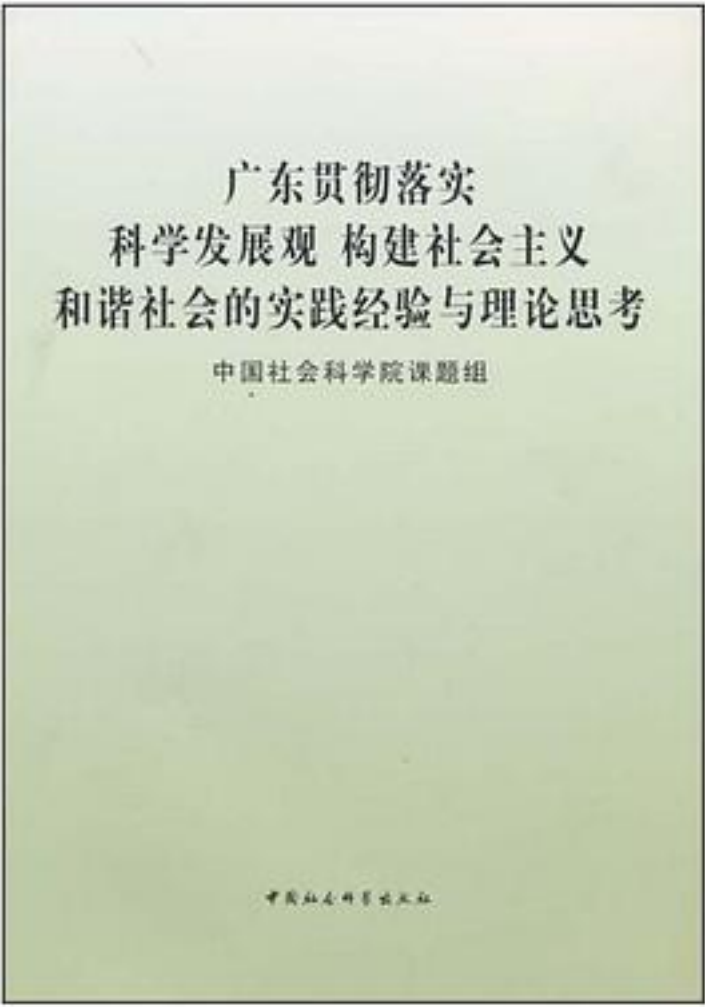 广东贯彻落实
科学发展观 构建社会主义
和谐社会的实践经验与理论思考
中国社会科学院课题组
中国社会科学出版社